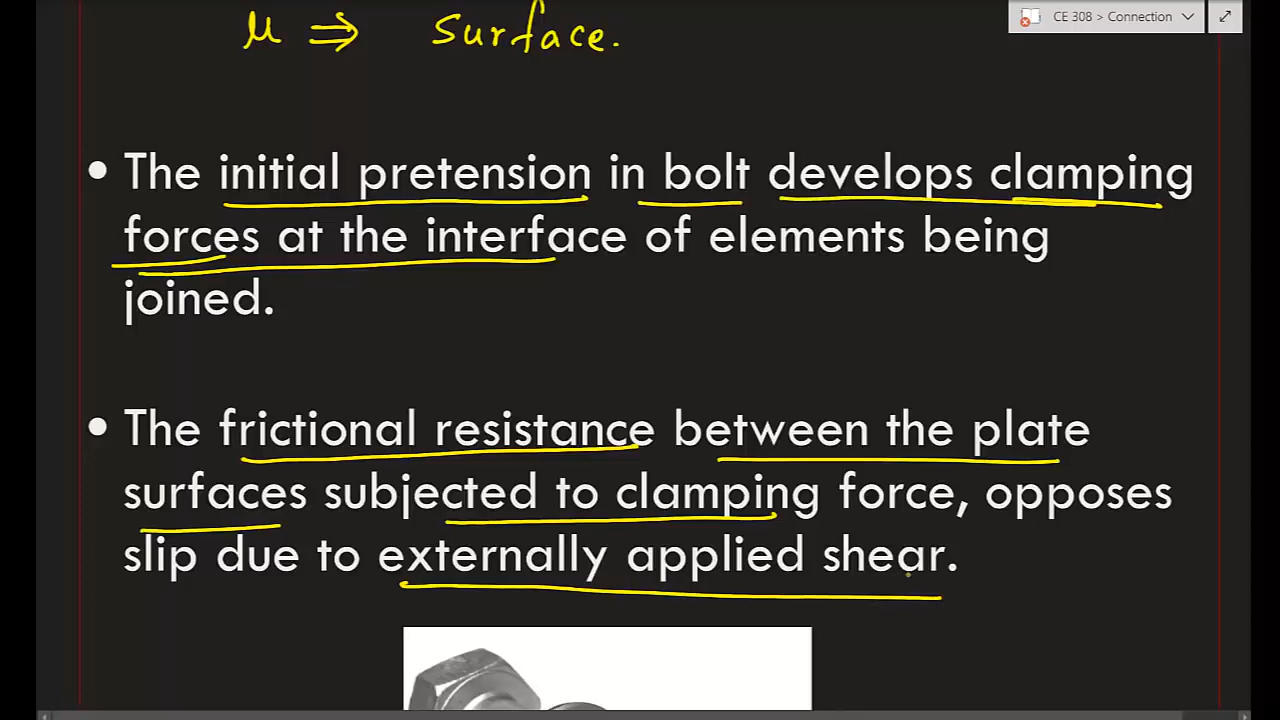 CE 308 > Connection
μ ⇒ Surface.
• The initial pretension in bolt develops clamping
forces at the interface of elements being
joined.
• The frictional resistance between the plate
surfaces subjected to clamping force, opposes
slip due to externally applied shear.